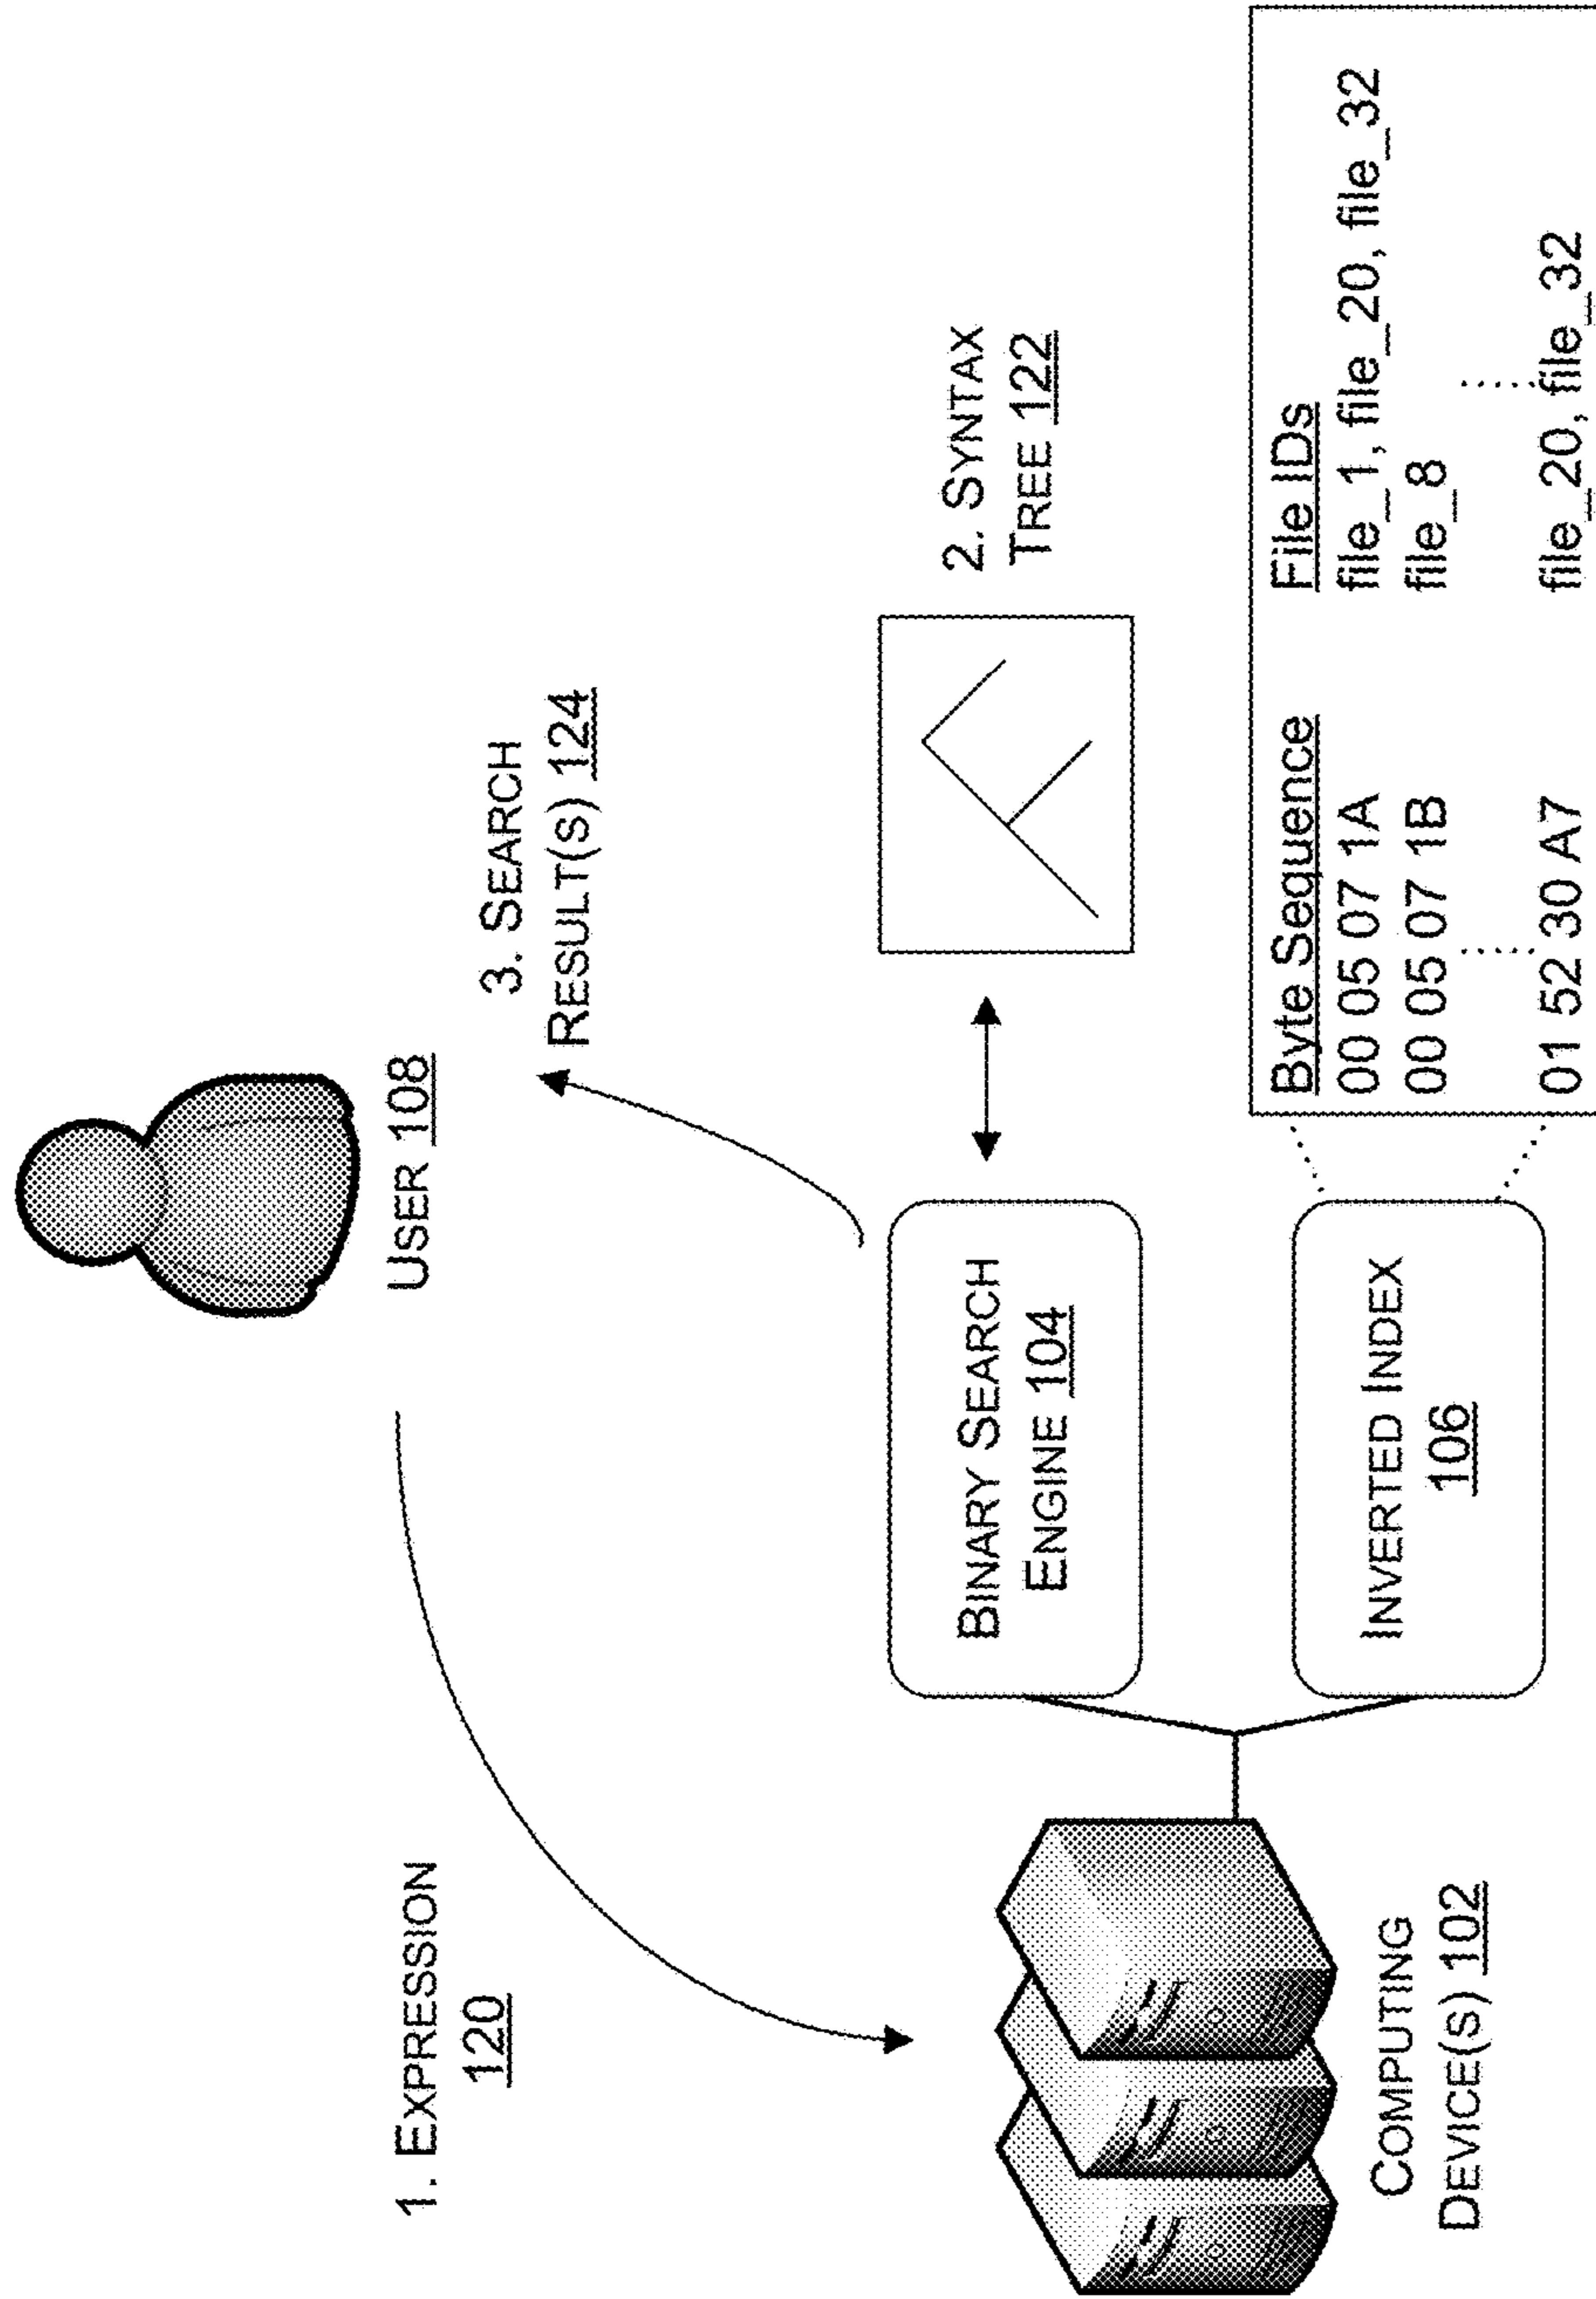 USER 108
1. EXPRESSION
120
3. SEARCH
RESULT(S) 124
BINARY SEARCH
ENGINE 104
2. SYNTAX
TREE 122
COMPUTING
DEVICE(S) 102
INVERTED INDEX
106
Byte Sequence File IDs
00 05 07 1A file_1, file_20, file_32
00 05 07 1B file_8
01 52 30 A7 file_20, file_32